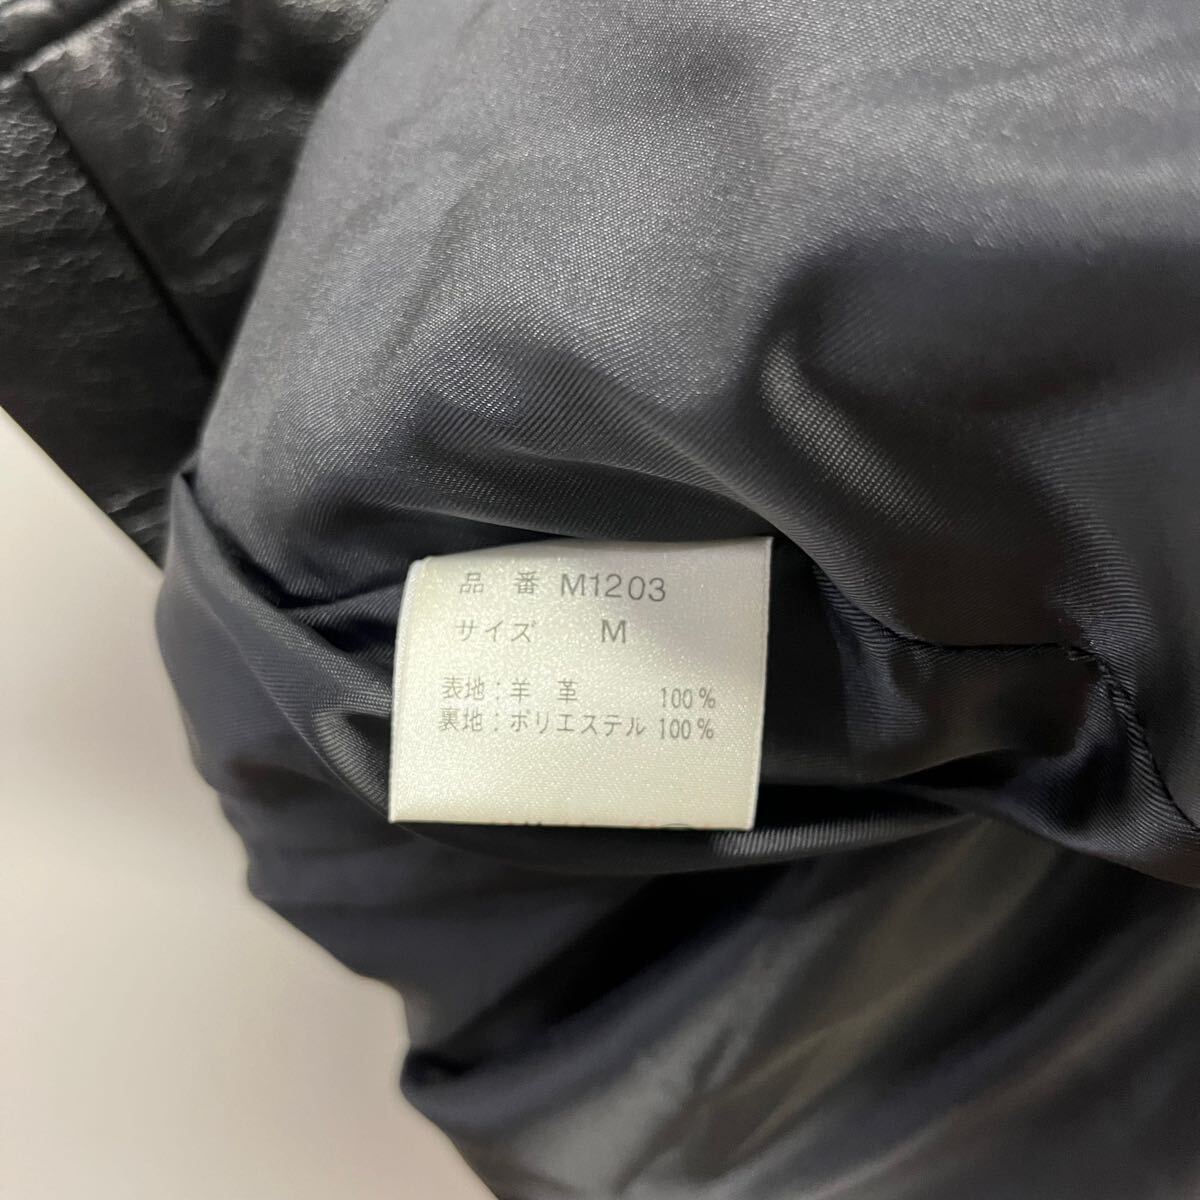 品 番 M1203
サイズ M
表地:羊 革 100%
裏地:ポリエステル 100%